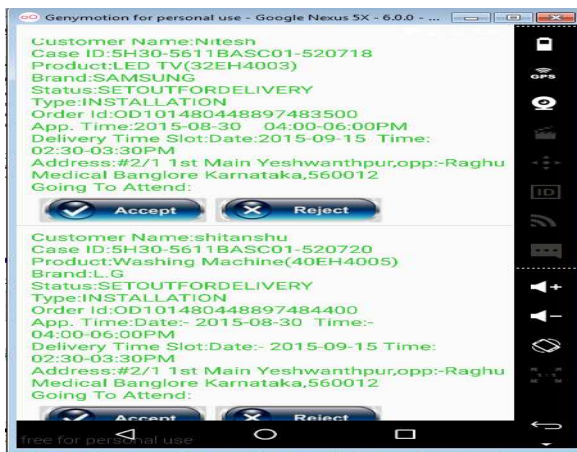 Genymotion for personal use - Google Nexus 5X - 6.0.0 - ...
Customer Name:Nitesh
Case ID:5H30-5611BASC01-520718
Product:LED TV(32EH4003)
Brand:SAMSUNG
Status:SETOUTFORDELIVERY
Type:INSTALLATION
Order Id:OD101480448897483500
App. Time:2015-08-30 04:00-06:00PM
Delivery Time Slot:Date:2015-09-15 Time:
02:30-03:30PM
Address:#2/1 1st Main Yeshwanthpur,opp:-Raghu
Medical Banglore Karnataka,560012
Going To Attend:
Accept Reject
Customer Name:shitanshu
Case ID:5H30-5611BASC01-520720
Product:Washing Machine(40EH4005)
Brand:L.G
Status:SETOUTFORDELIVERY
Type:INSTALLATION
Order Id:OD101480448897484400
App. Time:Date:- 2015-08-30 Time:-
04:00-06:00PM
Delivery Time Slot:Date:- 2015-09-15 Time:
02:30-03:30PM
Address:#2/1 1st Main Yeshwanthpur,opp:-Raghu
Medical Banglore Karnataka,560012
Going To Attend:
Accept Reject
free for personal use
GPS
ID